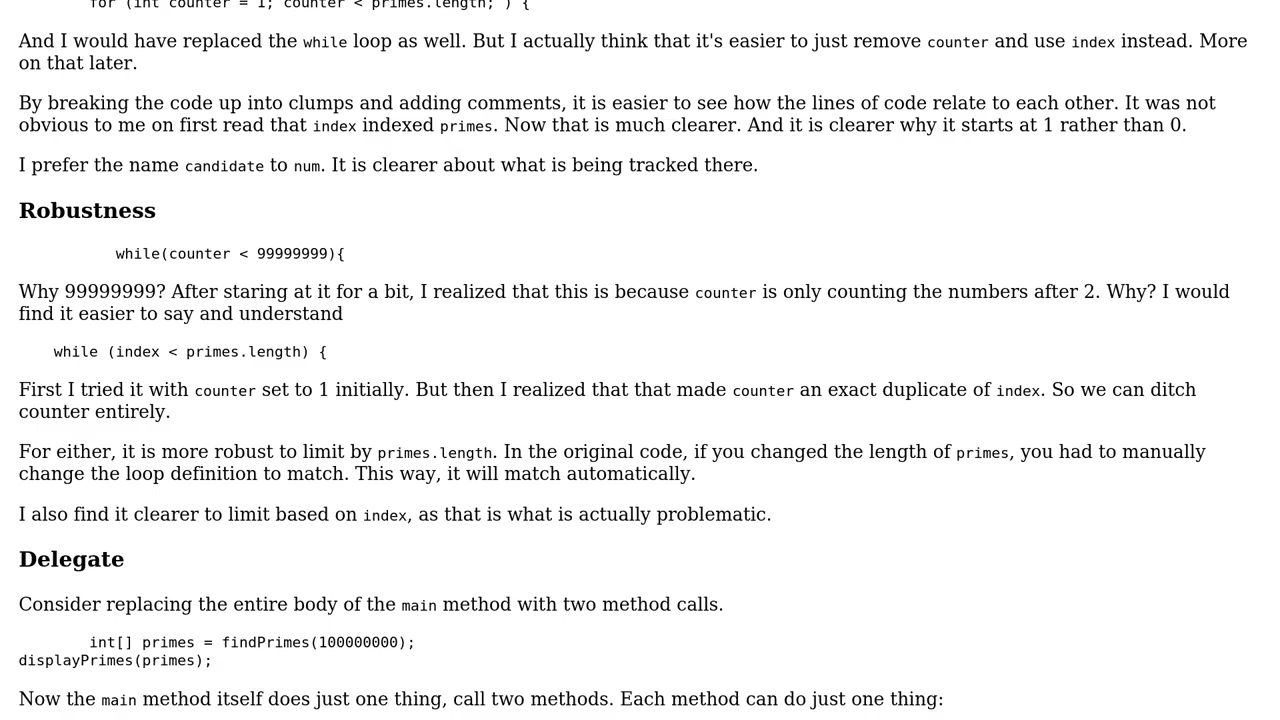 for (int counter = 1; counter < primes.length; ) {
And I would have replaced the while loop as well. But I actually think that it's easier to just remove counter and use index instead. More
on that later.
By breaking the code up into clumps and adding comments, it is easier to see how the lines of code relate to each other. It was not
obvious to me on first read that index indexed primes. Now that is much clearer. And it is clearer why it starts at 1 rather than 0.
I prefer the name candidate to num. It is clearer about what is being tracked there.
Robustness
while(counter < 99999999){
Why 99999999? After staring at it for a bit, I realized that this is because counter is only counting the numbers after 2. Why? I would
find it easier to say and understand
while (index < primes.length) {
First I tried it with counter set to 1 initially. But then I realized that that made counter an exact duplicate of index. So we can ditch
counter entirely.
For either, it is more robust to limit by primes.length. In the original code, if you changed the length of primes, you had to manually
change the loop definition to match. This way, it will match automatically.
I also find it clearer to limit based on index, as that is what is actually problematic.
Delegate
Consider replacing the entire body of the main method with two method calls.
int[] primes = findPrimes(100000000);
displayPrimes(primes);
Now the main method itself does just one thing, call two methods. Each method can do just one thing: